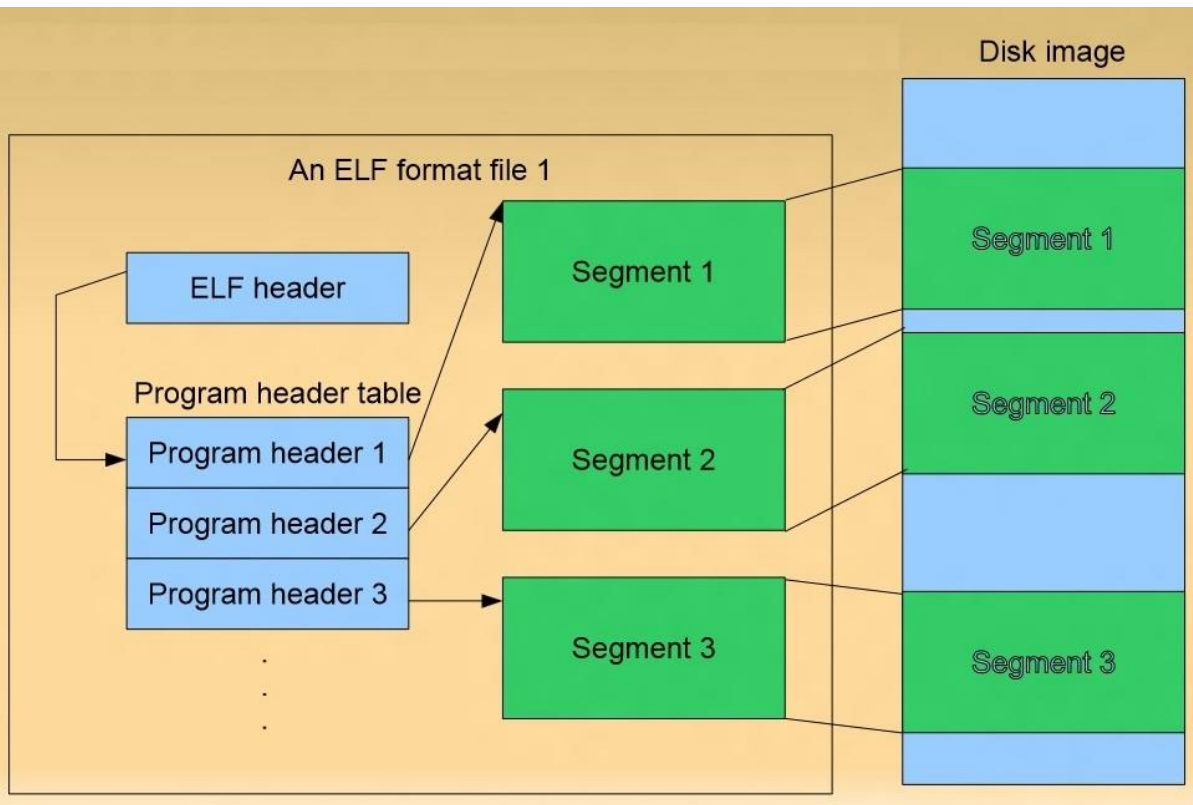 Disk image
An ELF format file 1
ELF header
Program header table
Program header 1
Program header 2
Program header 3
.
.
.
Segment 1
Segment 2
Segment 3
Segment 1
Segment 2
Segment 3